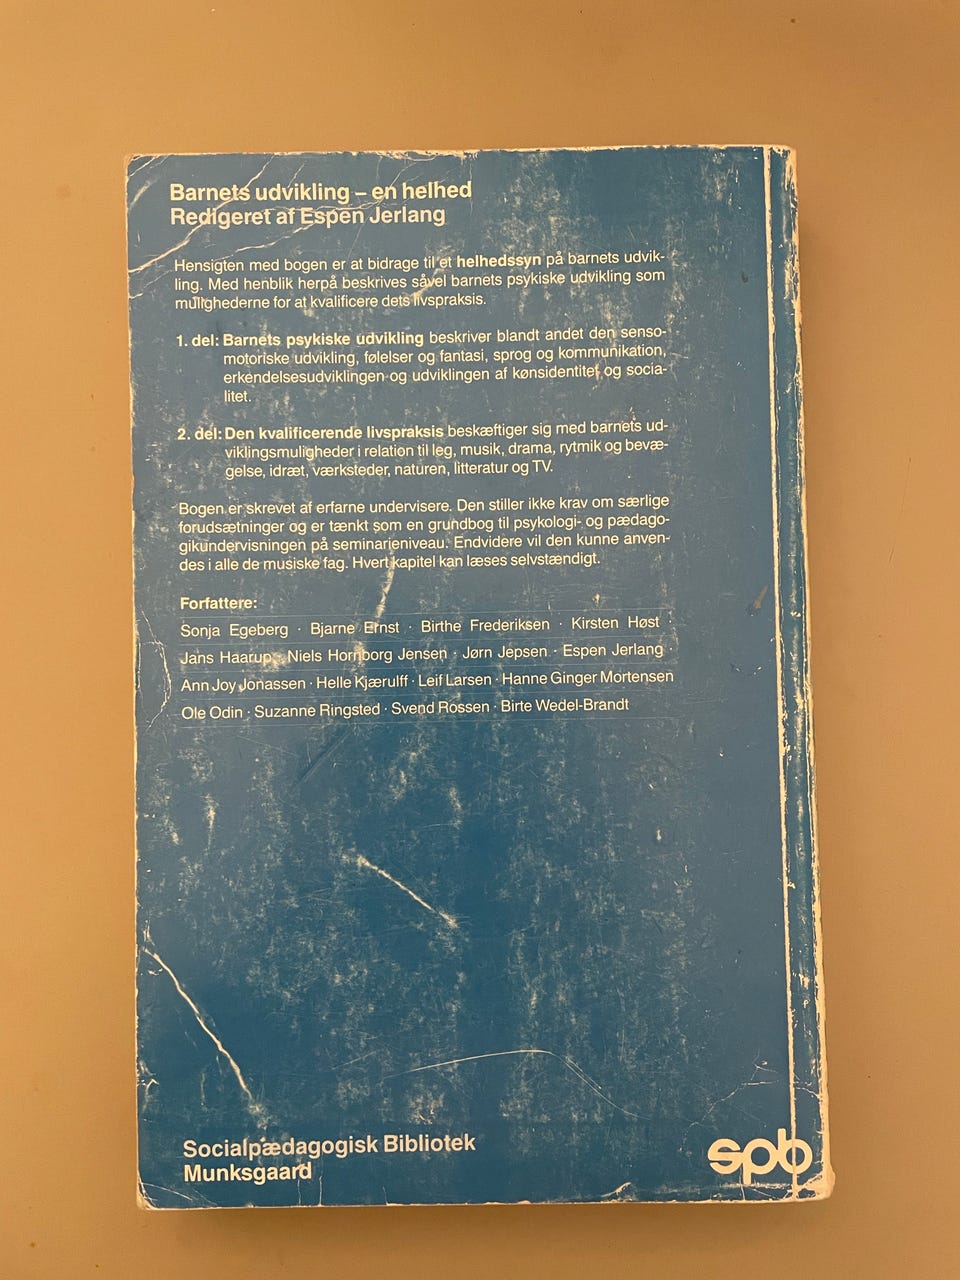 Barnets udvikling – en helhed
Redigeret af Espen Jerlang
Hensigten med bogen er at bidrage til et helhedssyn på barnets udvik-
ling. Med henblik herpå beskrives såvel barnets psykiske udvikling som
mulighederne for at kvalificere dets livspraksis.
1. del: Barnets psykiske udvikling beskriver blandt andet den senso-
motoriske udvikling, følelser og fantasi, sprog og kommunikation,
erkendelsesudviklingen og udviklingen af kønsidentitet og socia-
litet.
2. del: Den kvalificerende livspraksis beskæftiger sig med barnets ud-
viklingsmuligheder i relation til leg, musik, drama, rytmik og bevæ-
gelse, idræt, værksteder, naturen, litteratur og TV.
Bogen er skrevet af erfarne undervisere. Den stiller ikke krav om særlige
forudsætninger og er tænkt som en grundbog til psykologi- og pædago-
gikundervisningen på seminarieniveau. Endvidere vil den kunne anven-
des i alle de musiske fag. Hvert kapitel kan læses selvstændigt.
Forfattere:
Sonja Egeberg · Bjarne Ernst · Birthe Frederiksen · Kirsten Høst
Jans Haarup · Niels Hornborg Jensen · Jørn Jepsen · Espen Jerlang
Ann Joy Jonassen · Helle Kjærulff · Leif Larsen · Hanne Ginger Mortensen
Ole Odin · Suzanne Ringsted · Svend Rossen · Birte Wedel-Brandt
Socialpædagogisk Bibliotek
Munksgaard
spb